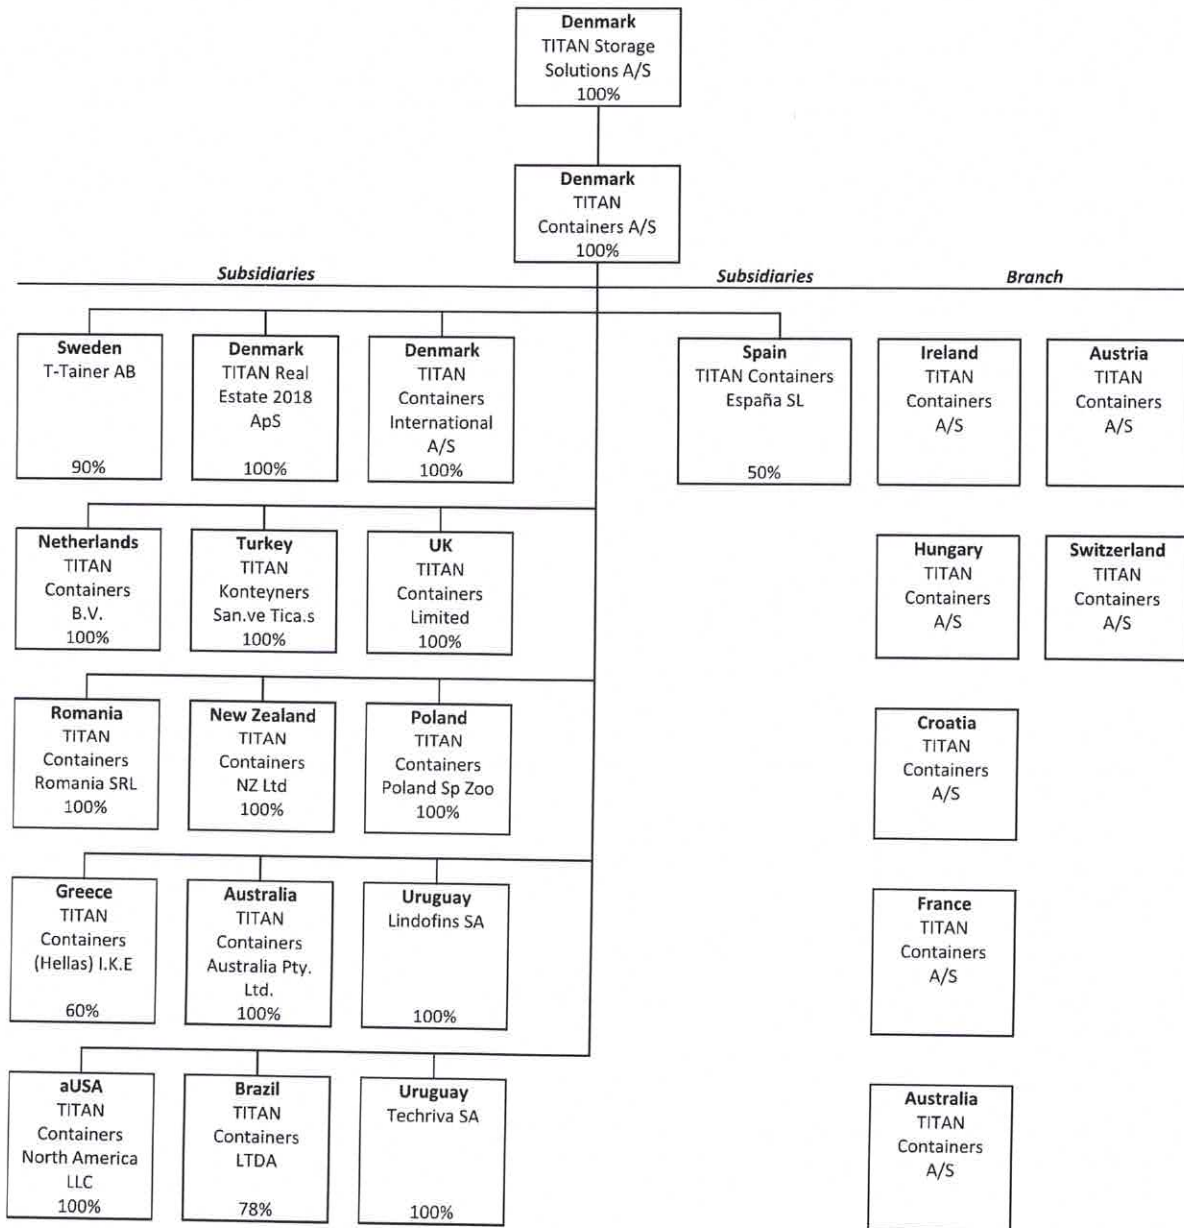 Denmark
TITAN Storage
Solutions A/S
100%
Denmark
TITAN
Containers A/S
100%
Subsidiaries
Subsidiaries
Branch
Sweden
T-Tainer AB
90%
Denmark
TITAN Real
Estate 2018
ApS
100%
Denmark
TITAN
Containers
International
A/S
100%
Spain
TITAN Containers
España SL
50%
Ireland
TITAN
Containers
A/S
Austria
TITAN
Containers
A/S
Netherlands
TITAN
Containers
B.V.
100%
Turkey
TITAN
Konteyners
San.ve Tica.s
100%
UK
TITAN
Containers
Limited
100%
Hungary
TITAN
Containers
A/S
Switzerland
TITAN
Containers
A/S
Romania
TITAN
Containers
Romania SRL
100%
New Zealand
TITAN
Containers
NZ Ltd
100%
Poland
TITAN
Containers
Poland Sp Zoo
100%
Croatia
TITAN
Containers
A/S
Greece
TITAN
Containers
(Hellas) I.K.E
60%
Australia
TITAN
Containers
Australia Pty.
Ltd.
100%
Uruguay
Lindofins SA
100%
France
TITAN
Containers
A/S
aUSA
TITAN
Containers
North America
LLC
100%
Brazil
TITAN
Containers
LTDA
78%
Uruguay
Techriva SA
100%
Australia
TITAN
Containers
A/S